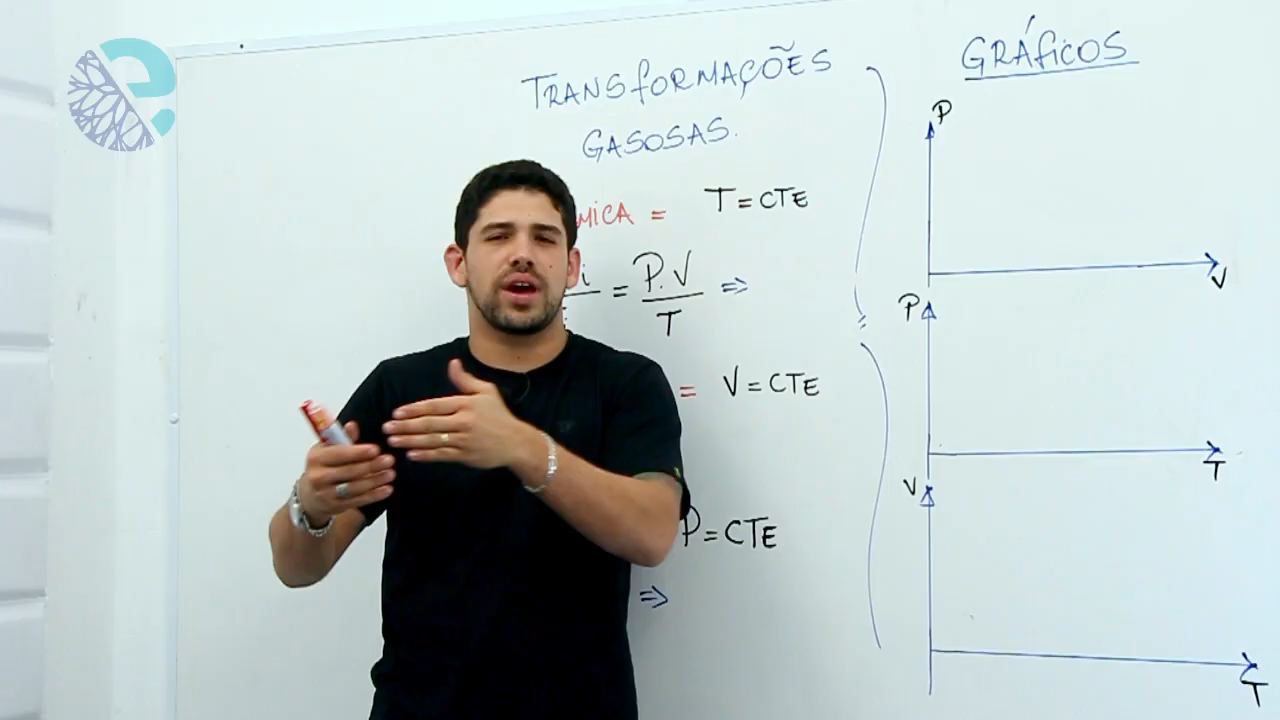 TRANSFORMAÇÕES
GASOSAS.
MICA = T = CTE
i = P.V ⇒
T
= V = CTE
P = CTE
⇒
GRÁFICOS
P
V
P
T
V
T